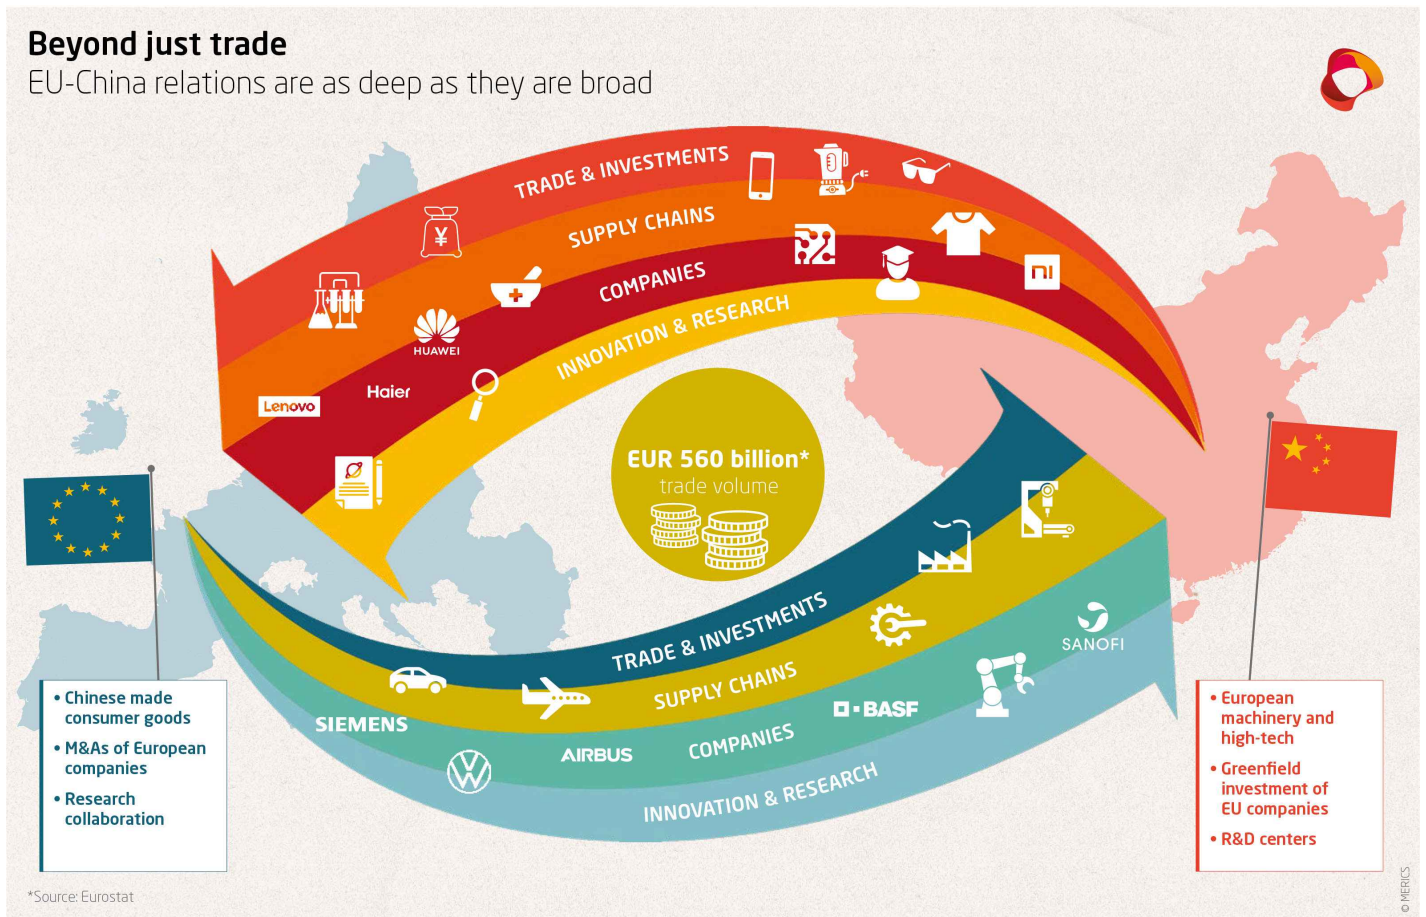 Beyond just trade
EU-China relations are as deep as they are broad
TRADE & INVESTMENTS
SUPPLY CHAINS
COMPANIES
INNOVATION & RESEARCH
¥
HUAWEI
Haier
Lenovo
EUR 560 billion*
trade volume
TRADE & INVESTMENTS
SUPPLY CHAINS
COMPANIES
INNOVATION & RESEARCH
SIEMENS
AIRBUS
BASF
SANOFI
• Chinese made
consumer goods
• M&As of European
companies
• Research
collaboration
• European
machinery and
high-tech
• Greenfield
investment of
EU companies
• R&D centers
*Source: Eurostat
© MERICS